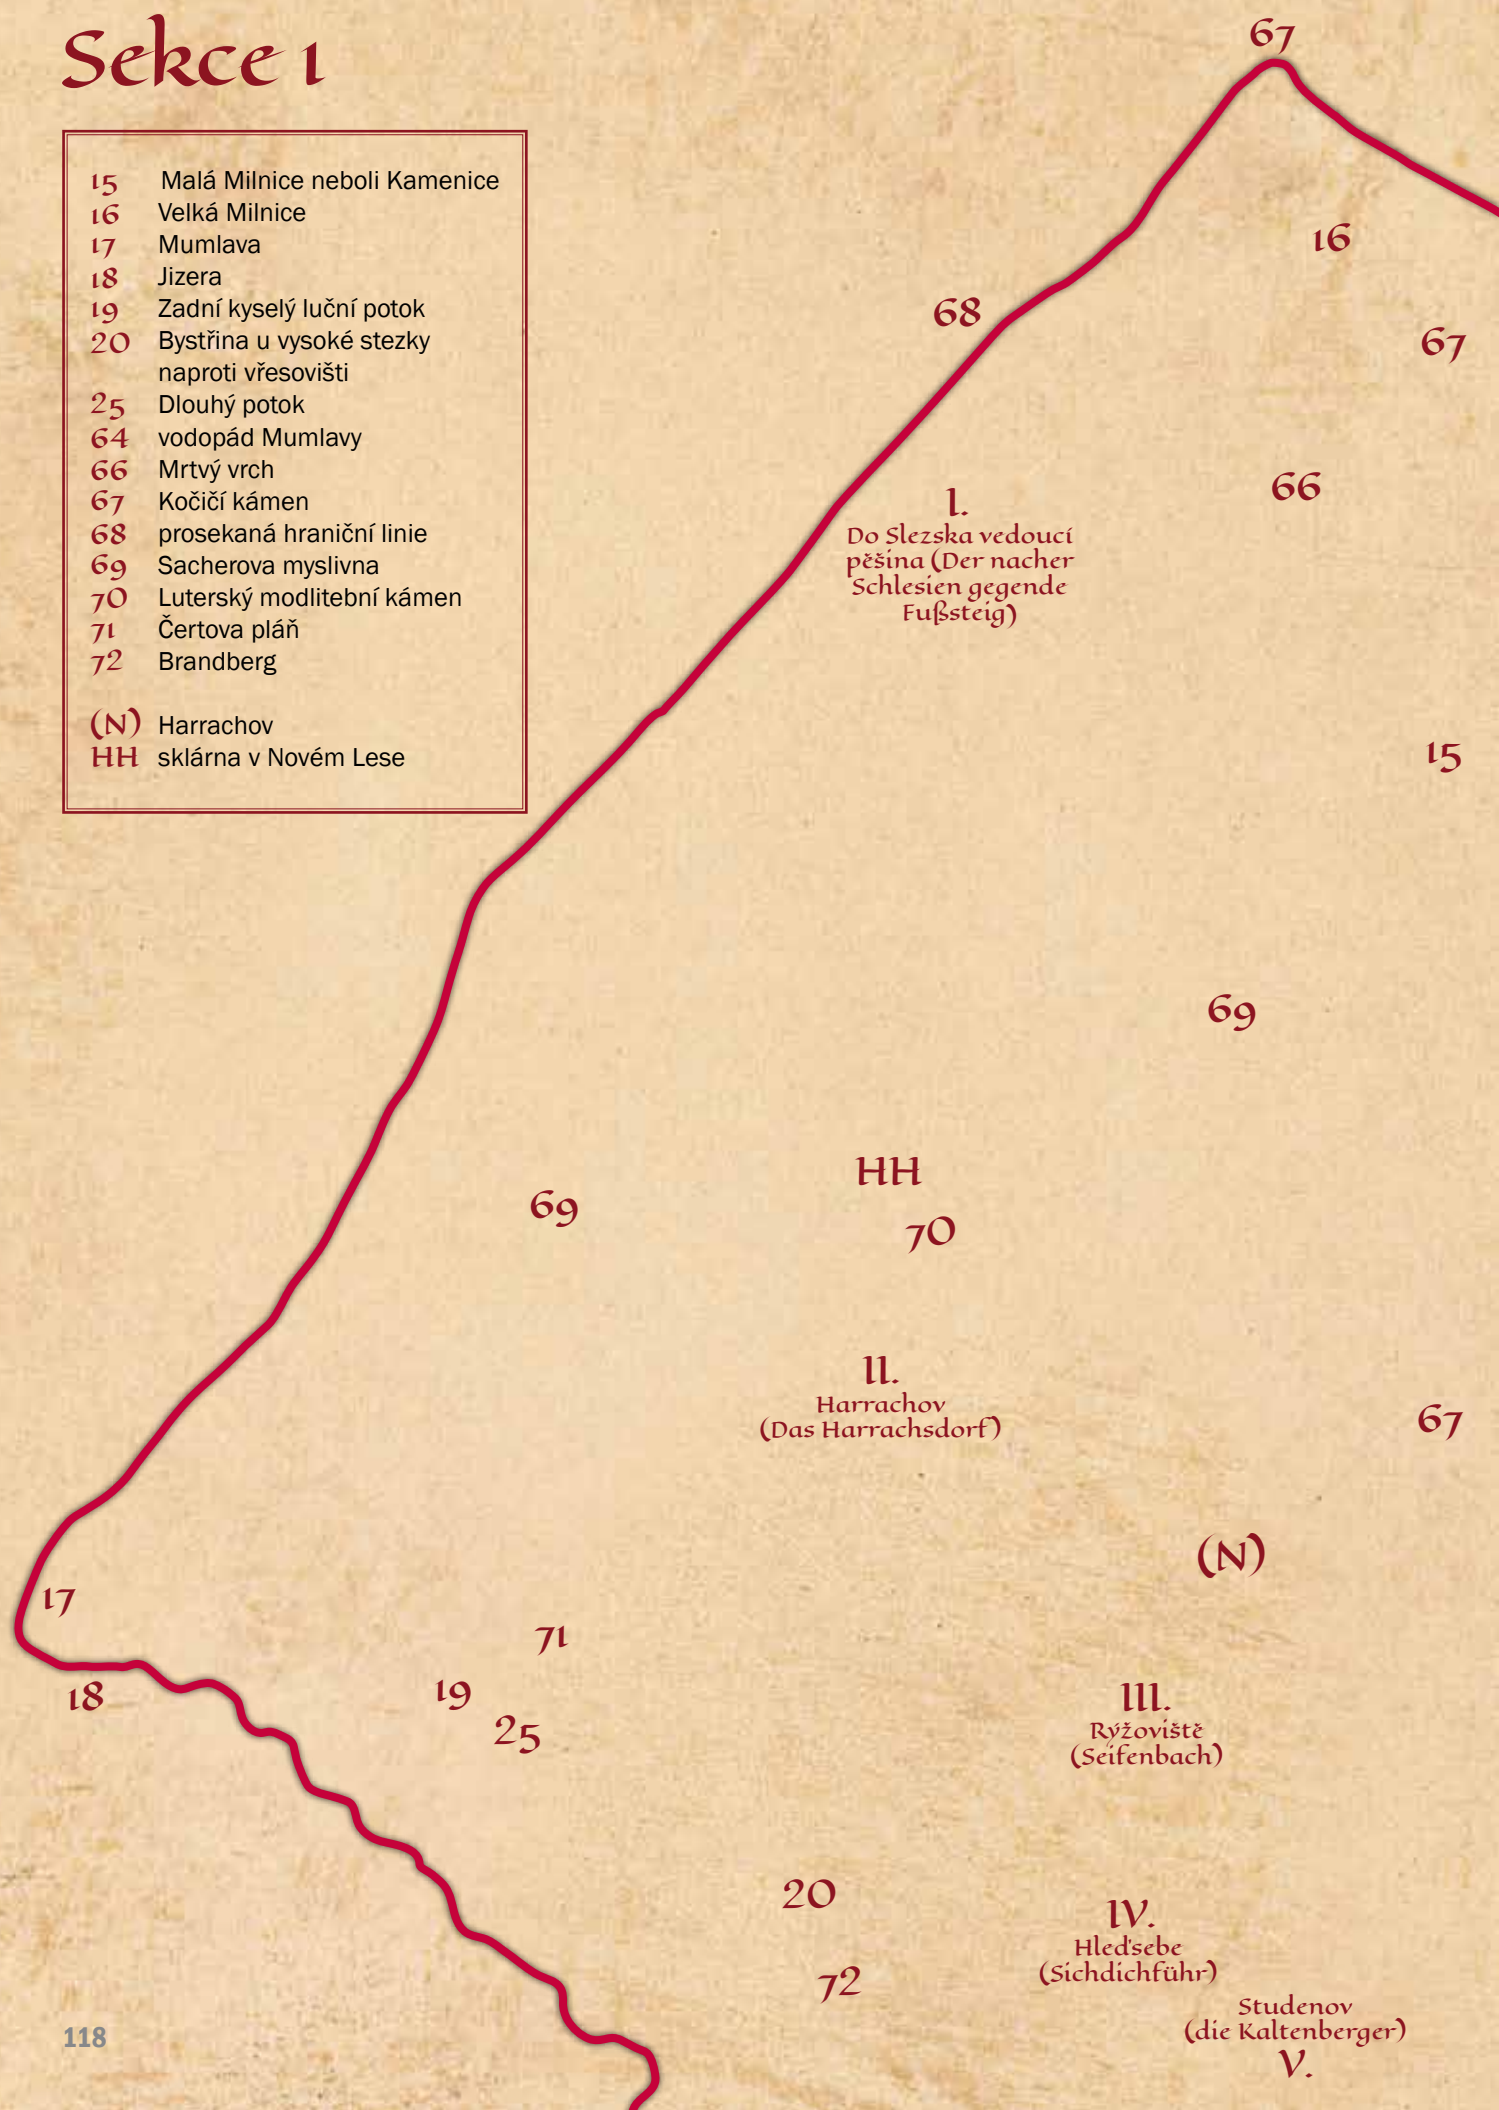 Sekce 1
15 Malá Milnice neboli Kamenice
16 Velká Milnice
17 Mumlava
18 Jizera
19 Zadní kyselý luční potok
20 Bystřina u vysoké stezky
naproti vřesovišti
25 Dlouhý potok
64 vodopád Mumlavy
66 Mrtvý vrch
67 Kočičí kámen
68 prosekaná hraniční linie
69 Sacherova myslivna
70 Luterský modlitební kámen
71 Čertova pláň
72 Brandberg
(N) Harrachov
HH sklárna v Novém Lese
67
16
68
67
66
I.
Do Slezska vedoucí
pěšina (Der nacher
Schlesien gegende
Fußsteig)
15
69
HH
69
70
II.
Harrachov
(Das Harrachsdorf)
67
(N)
17
71
18
19
25
III.
Rýžoviště
(Seifenbach)
20
IV.
Hleďsebe
(Sichdichführ)
72
Studenov
(die Kaltenberger)
V.
118